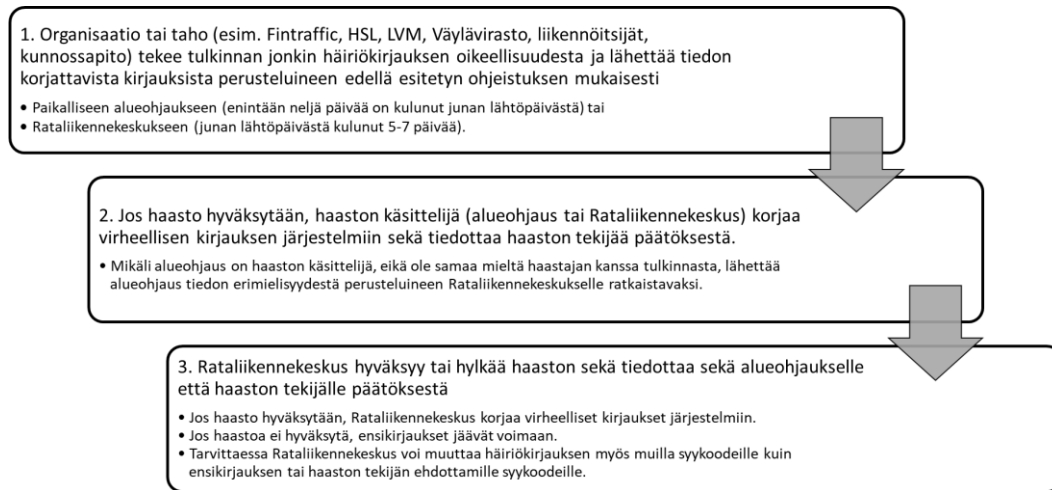 1. Organisaatio tai taho (esim. Fintraffic, HSL, LVM, Väylävirasto, liikennöitsijät,
kunnossapito) tekee tulkinnan jonkin häiriökirjauksen oikeellisuudesta ja lähettää tiedon
korjattavista kirjauksista perusteluineen edellä esitetyn ohjeistuksen mukaisesti
• Paikalliseen alueohjaukseen (enintään neljä päivää on kulunut junan lähtöpäivästä) tai
• Rataliikennekeskukseen (junan lähtöpäivästä kulunut 5-7 päivää).
2. Jos haasto hyväksytään, haaston käsittelijä (alueohjaus tai Rataliikennekeskus) korjaa
virheellisen kirjauksen järjestelmiin sekä tiedottaa haaston tekijää päätöksestä.
• Mikäli alueohjaus on haaston käsittelijä, eikä ole samaa mieltä haastajan kanssa tulkinnasta, lähettää
alueohjaus tiedon erimielisyydestä perusteluineen Rataliikennekeskukselle ratkaistavaksi.
3. Rataliikennekeskus hyväksyy tai hylkää haaston sekä tiedottaa sekä alueohjaukselle
että haaston tekijälle päätöksestä
• Jos haasto hyväksytään, Rataliikennekeskus korjaa virheelliset kirjaukset järjestelmiin.
• Jos haastoa ei hyväksytä, ensikirjaukset jäävät voimaan.
• Tarvittaessa Rataliikennekeskus voi muuttaa häiriökirjauksen myös muilla syykoodeille kuin
ensikirjauksen tai haaston tekijän ehdottamille syykoodeille.